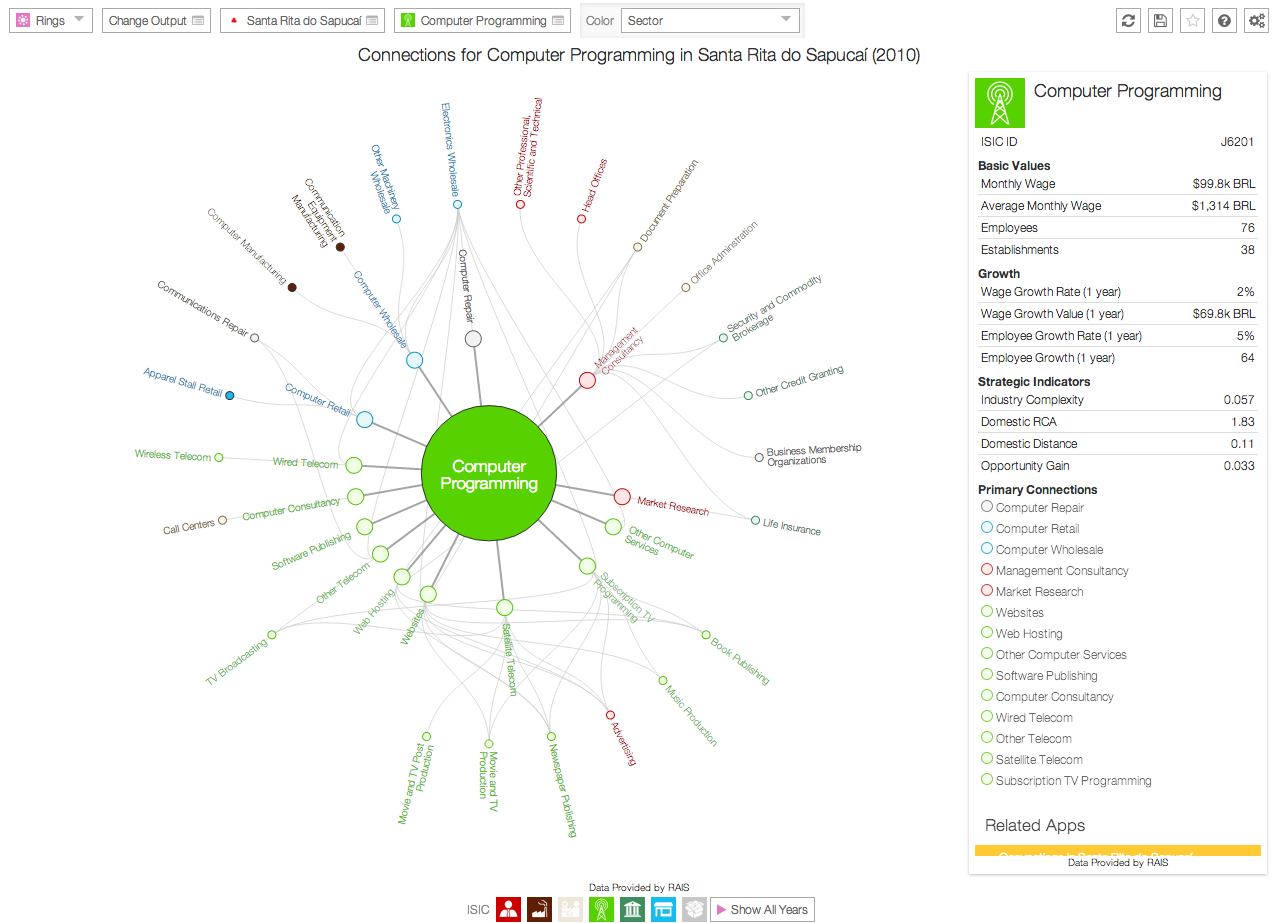 Rings
Change Output
Santa Rita do Sapucaí
Computer Programming
Color
Sector
Connections for Computer Programming in Santa Rita do Sapucaí (2010)
Electronics Wholesale
Other Professional,
Scientific and Technical
Other Machinery
Wholesale
Head Offices
Document Preparation
Communication
Equipment
Manufacturing
Computer Manufacturing
Office Adminstration
Computer Repair
Computer Wholesale
Communications Repair
Security and Commodity
Brokerage
Management
Consultancy
Apparel Stall Retail
Computer Retail
Other Credit Granting
Wireless Telecom
Wired Telecom
Business Membership
Organizations
Computer
Programming
Call Centers
Computer Consultancy
Market Research
Life Insurance
Software Publishing
Other Computer
Services
Other Telecom
Web Hosting
Websites
Satellite Telecom
Subscription TV
Programming
TV Broadcasting
Book Publishing
Music Production
Advertising
Movie and TV Post
Production
Movie and TV
Production
Newspaper Publishing
Computer Programming
ISIC ID J6201
Basic Values
Monthly Wage $99.8k BRL
Average Monthly Wage $1,314 BRL
Employees 76
Establishments 38
Growth
Wage Growth Rate (1 year) 2%
Wage Growth Value (1 year) $69.8k BRL
Employee Growth Rate (1 year) 5%
Employee Growth (1 year) 64
Strategic Indicators
Industry Complexity 0.057
Domestic RCA 1.83
Domestic Distance 0.11
Opportunity Gain 0.033
Primary Connections
Computer Repair
Computer Retail
Computer Wholesale
Management Consultancy
Market Research
Websites
Web Hosting
Other Computer Services
Software Publishing
Computer Consultancy
Wired Telecom
Other Telecom
Satellite Telecom
Subscription TV Programming
Related Apps
Data Provided by RAIS
Data Provided by RAIS
ISIC
Show All Years